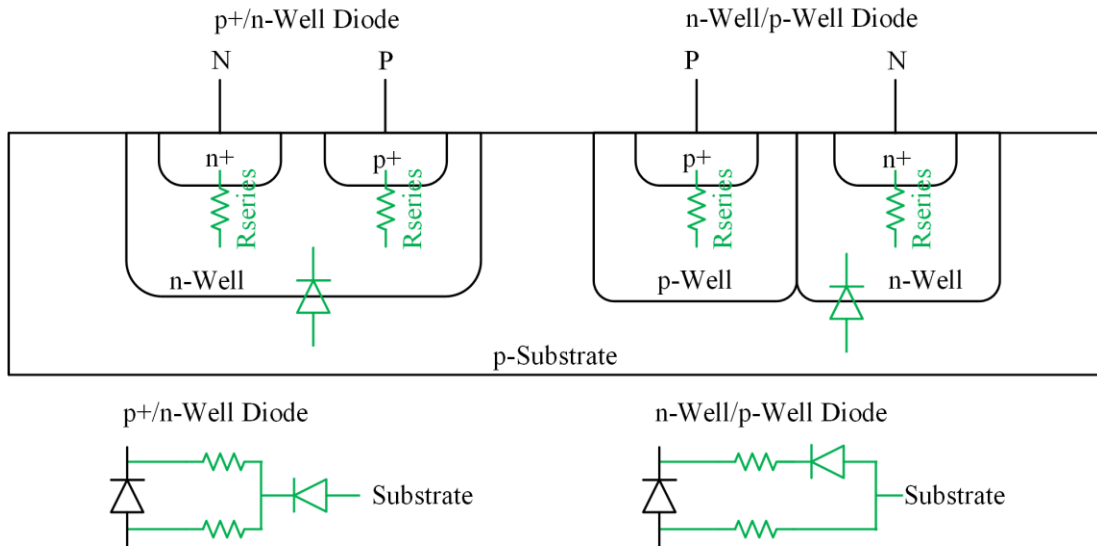 p+/n-Well Diode
n-Well/p-Well Diode
N
P
P
N
n+
p+
p+
n+
Rseries
Rseries
Rseries
Rseries
n-Well
p-Well
n-Well
p-Substrate
p+/n-Well Diode
n-Well/p-Well Diode
Substrate
Substrate